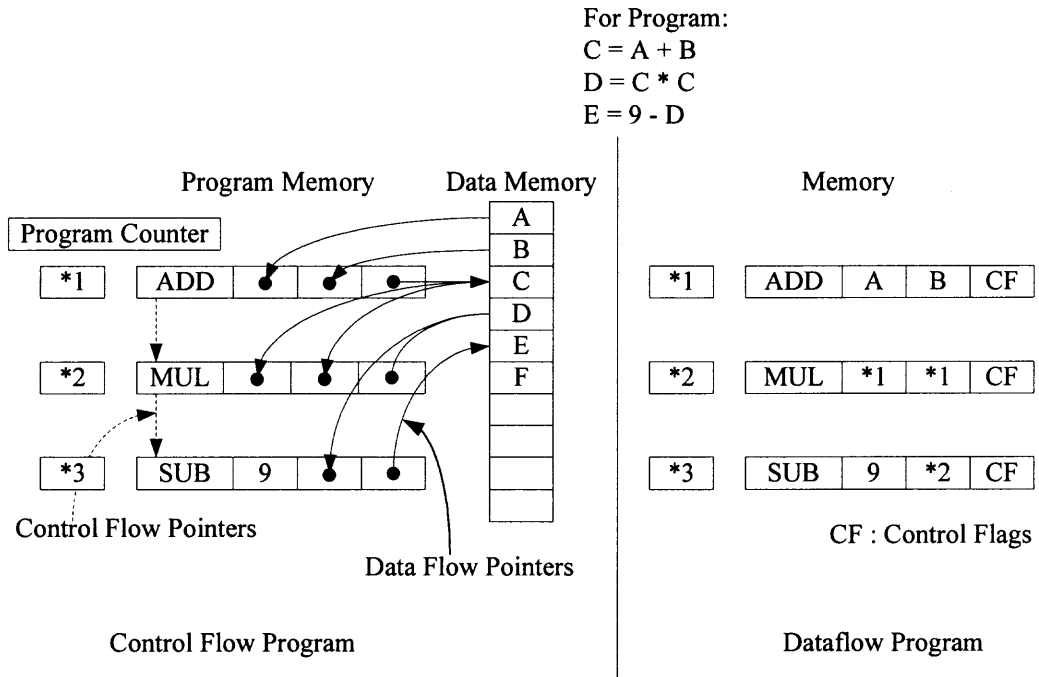 For Program:
C = A + B
D = C * C
E = 9 - D
Program Memory
Data Memory
Memory
Program Counter
A
B
C
D
E
F
*1 ADD
*2 MUL
*3 SUB 9
Control Flow Pointers
Data Flow Pointers
Control Flow Program
*1 ADD A B CF
*2 MUL *1 *1 CF
*3 SUB 9 *2 CF
CF : Control Flags
Dataflow Program